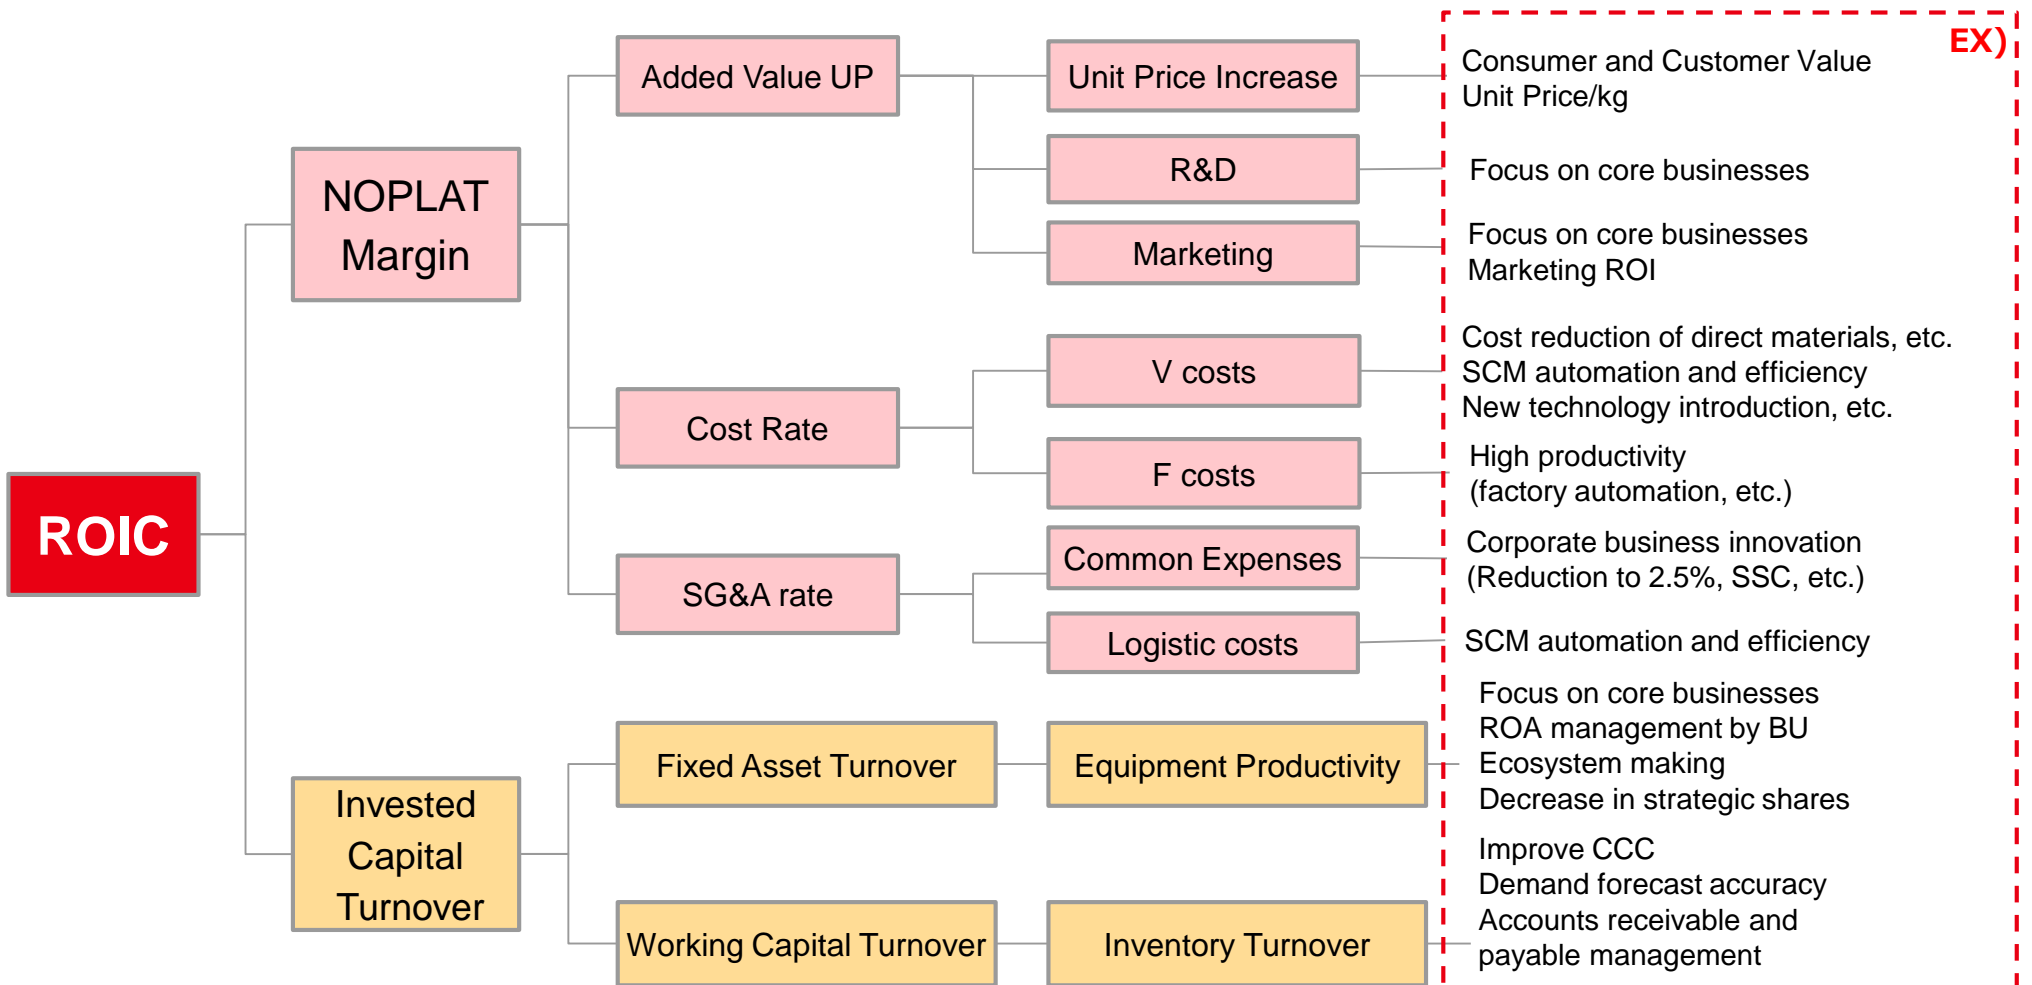 EX)
ROIC
NOPLAT
Margin
Added Value UP
Unit Price Increase
Consumer and Customer Value
Unit Price/kg
R&D
Focus on core businesses
Marketing
Focus on core businesses
Marketing ROI
Cost Rate
V costs
Cost reduction of direct materials, etc.
SCM automation and efficiency
New technology introduction, etc.
F costs
High productivity
(factory automation, etc.)
SG&A rate
Common Expenses
Corporate business innovation
(Reduction to 2.5%, SSC, etc.)
Logistic costs
SCM automation and efficiency
Invested
Capital
Turnover
Fixed Asset Turnover
Equipment Productivity
Focus on core businesses
ROA management by BU
Ecosystem making
Decrease in strategic shares
Working Capital Turnover
Inventory Turnover
Improve CCC
Demand forecast accuracy
Accounts receivable and
payable management